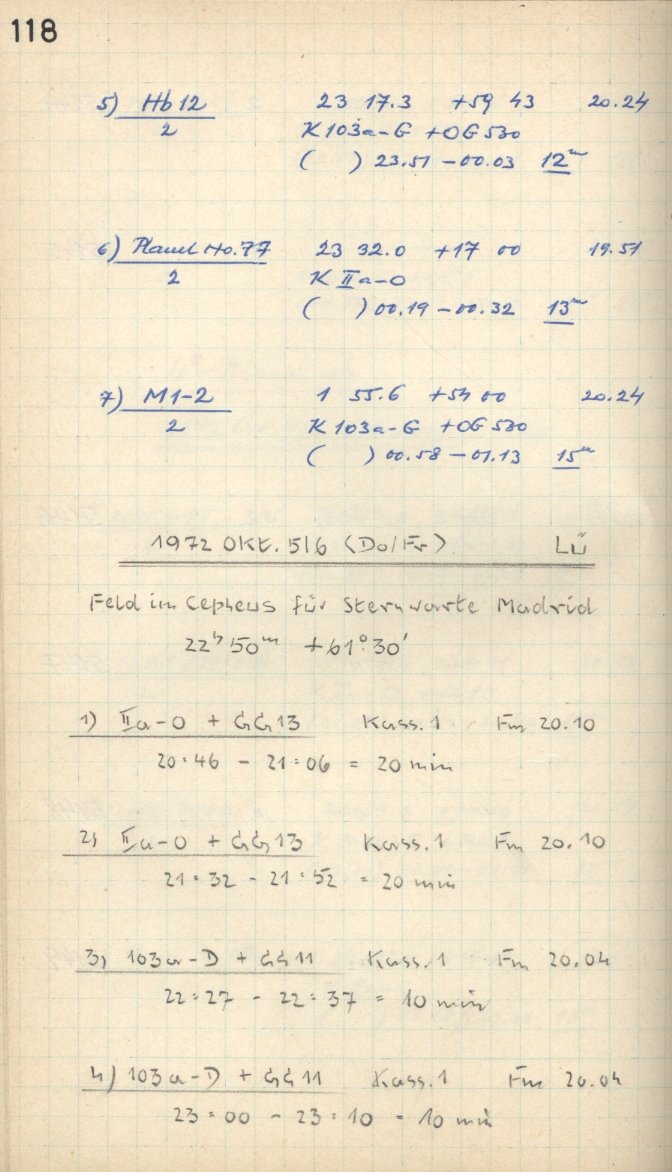 118
5) Hb 12 23 17.3 +59 43 20.24
2 K 103a-G +OG 530
( ) 23.51 - 00.03 12ᵐ
6) Planet No. 77 23 32.0 +17 00 19.51
2 K IIa-O
( ) 00.19 - 00.32 13ᵐ
7) M1-2 1 55.6 +54 00 20.24
2 K 103a-G +OG 530
( ) 00.58 - 01.13 15ᵐ
1972 OKT. 5/6 (Do/Fr) Lü
Feld im Cepheus für Sternwarte Madrid
22ʰ 50ᵐ +61° 30'
1) IIa-O + GG 13 Kass. 1 Fm 20.10
20:46 - 21:06 = 20 min
2) IIa-O + GG 13 Kass. 1 Fm 20.10
21:32 - 21:52 = 20 min
3) 103a-D + GG 11 Kass. 1 Fm 20.04
22:27 - 22:37 = 10 min
4) 103a-D + GG 11 Kass. 1 Fm 20.04
23:00 - 23:10 = 10 min